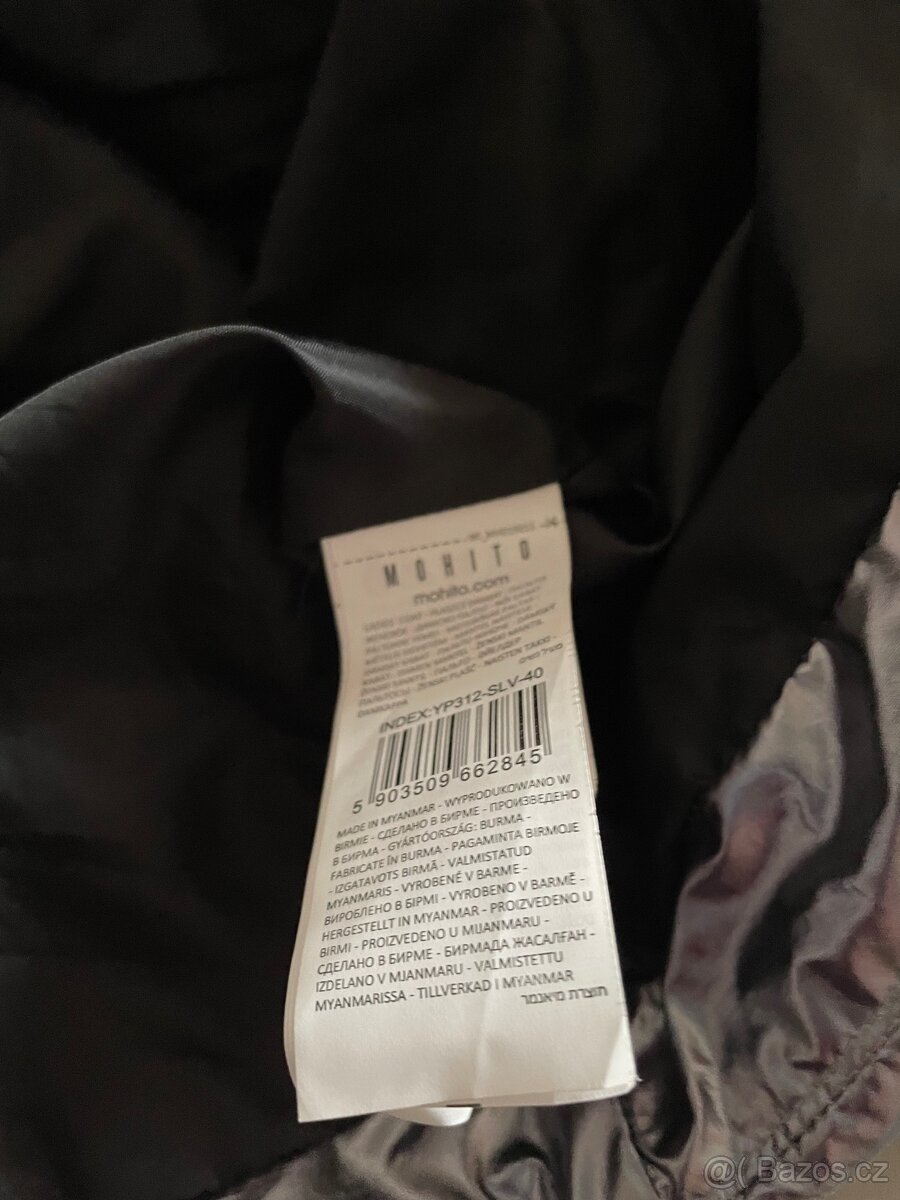 MOHITO
mohito.com
INDEX:YP312-SLV-40
5 903509 662845
MADE IN MYANMAR - WYPRODUKOWANO W
BIRMIE - СДЕЛАНО В БИРМЕ - ПРОИЗВЕДЕНО
В БИРМА - GYÁRTÓORSZÁG: BURMA -
FABRICATE ÎN BURMA - PAGAMINTA BIRMOJE
- IZGATAVOTS BIRMĀ - VALMISTATUD
MYANMARIS - VYROBENÉ V BARME -
ВИРОБЛЕНО В БІРМІ - VYROBENO V BARMĚ -
HERGESTELLT IN MYANMAR - PROIZVEDENO U
BIRMI - PROIZVEDENO U MIJANMARU -
СДЕЛАНО В БИРМЕ - БИРМАДА ЖАСАЛҒАН -
IZDELANO V MJANMARU - VALMISTETTU
MYANMARISSA - TILLVERKAD I MYANMAR
תוצרת מיאנמר
@( Bazos.cz